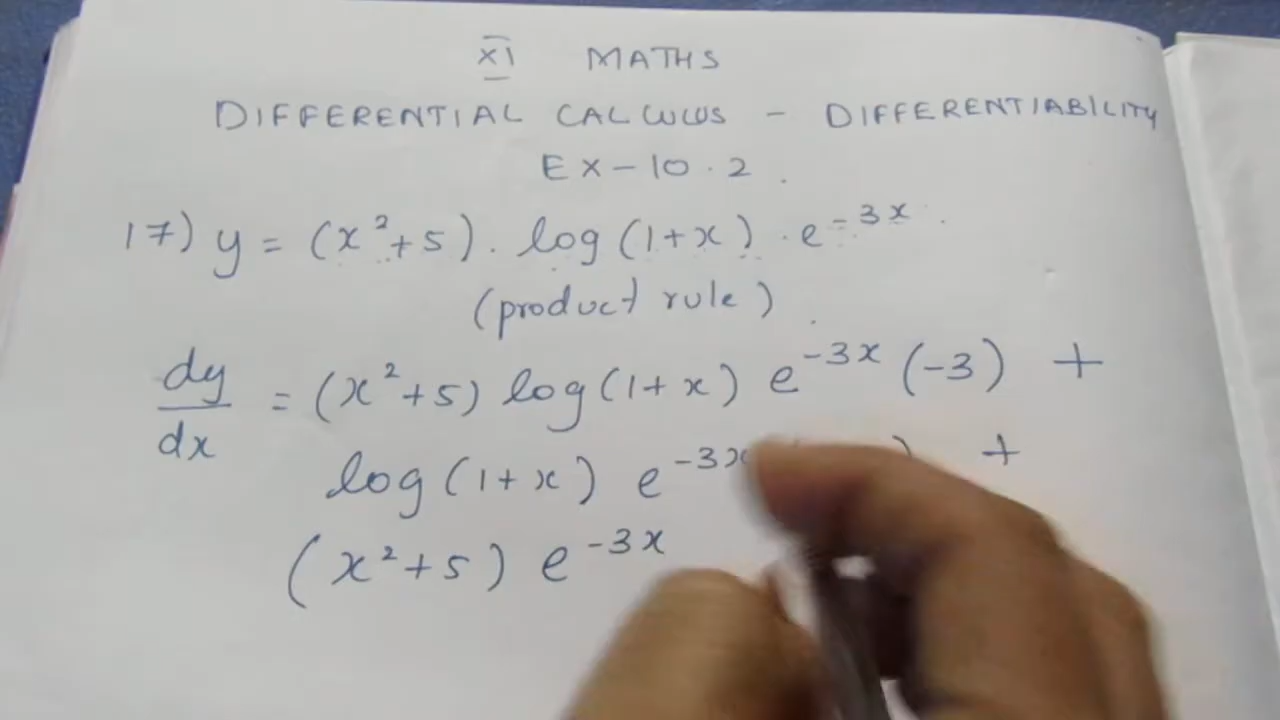 XI MATHS
DIFFERENTIAL CALCULUS - DIFFERENTIABILITY
EX-10.2.
17) y = (x²+5) . log(1+x) . e⁻³ˣ.
(product rule).
dy/dx = (x²+5) log(1+x) e⁻³ˣ (-3) +
log(1+x) e⁻³ˣ ) +
(x²+5) e⁻³ˣ